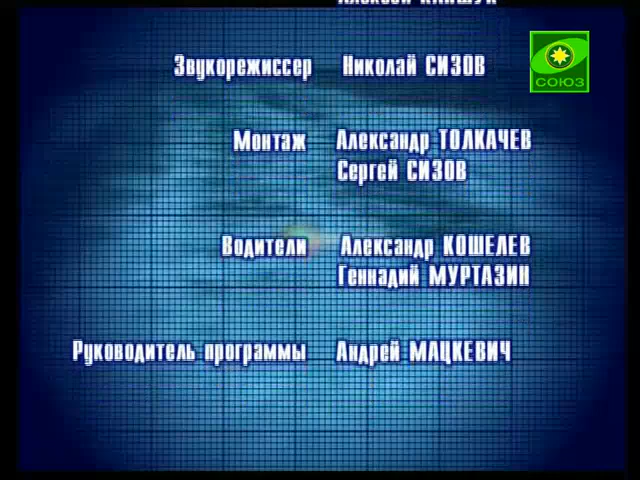 Звукорежиссер Николай СИЗОВ
СОЮЗ
Монтаж Александр ТОЛКАЧЕВ
Сергей СИЗОВ
Водители Александр КОШЕЛЕВ
Геннадий МУРТАЗИН
Руководитель программы Андрей МАЦКЕВИЧ